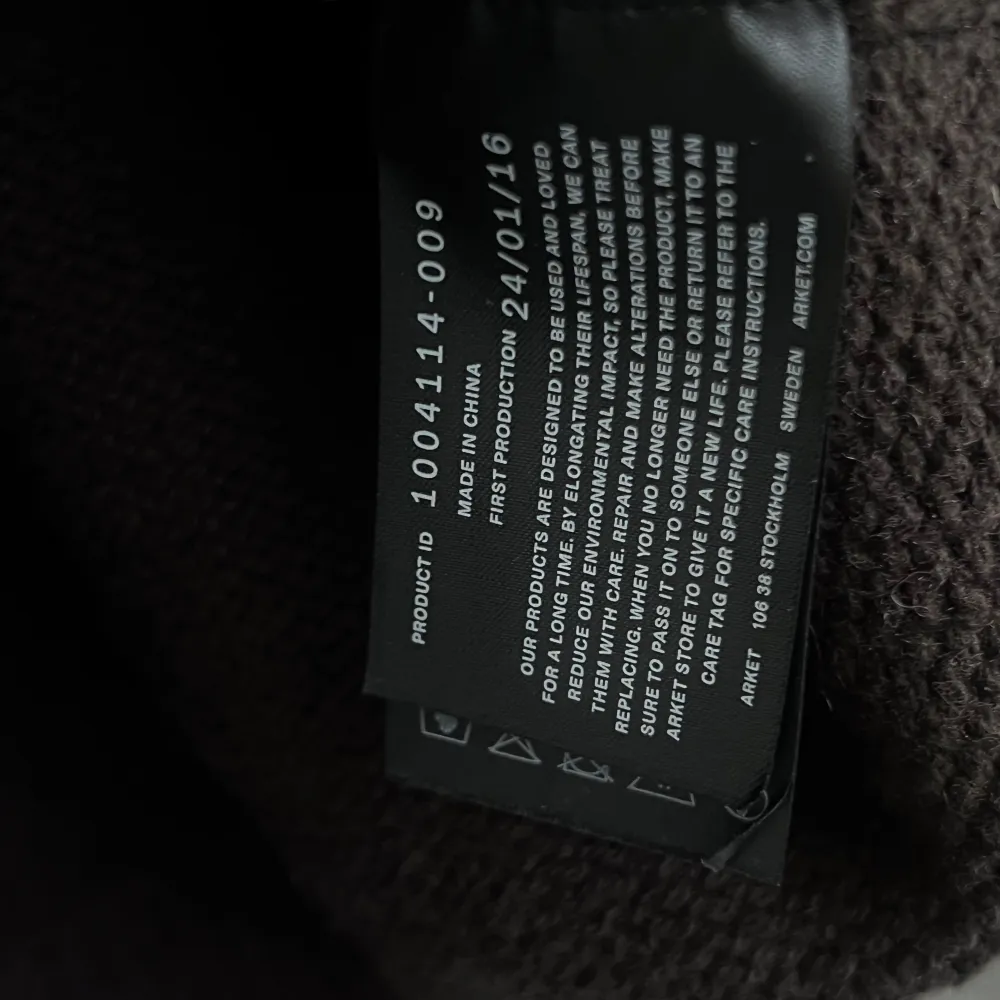 PRODUCT ID 1004114-009
MADE IN CHINA
FIRST PRODUCTION 24/01/16
OUR PRODUCTS ARE DESIGNED TO BE USED AND LOVED
FOR A LONG TIME. BY ELONGATING THEIR LIFESPAN, WE CAN
REDUCE OUR ENVIRONMENTAL IMPACT, SO PLEASE TREAT
THEM WITH CARE. REPAIR AND MAKE ALTERATIONS BEFORE
REPLACING. WHEN YOU NO LONGER NEED THE PRODUCT, MAKE
SURE TO PASS IT ON TO SOMEONE ELSE OR RETURN IT TO AN
ARKET STORE TO GIVE IT A NEW LIFE. PLEASE REFER TO THE
CARE TAG FOR SPECIFIC CARE INSTRUCTIONS.
ARKET 106 38 STOCKHOLM SWEDEN ARKET.COM